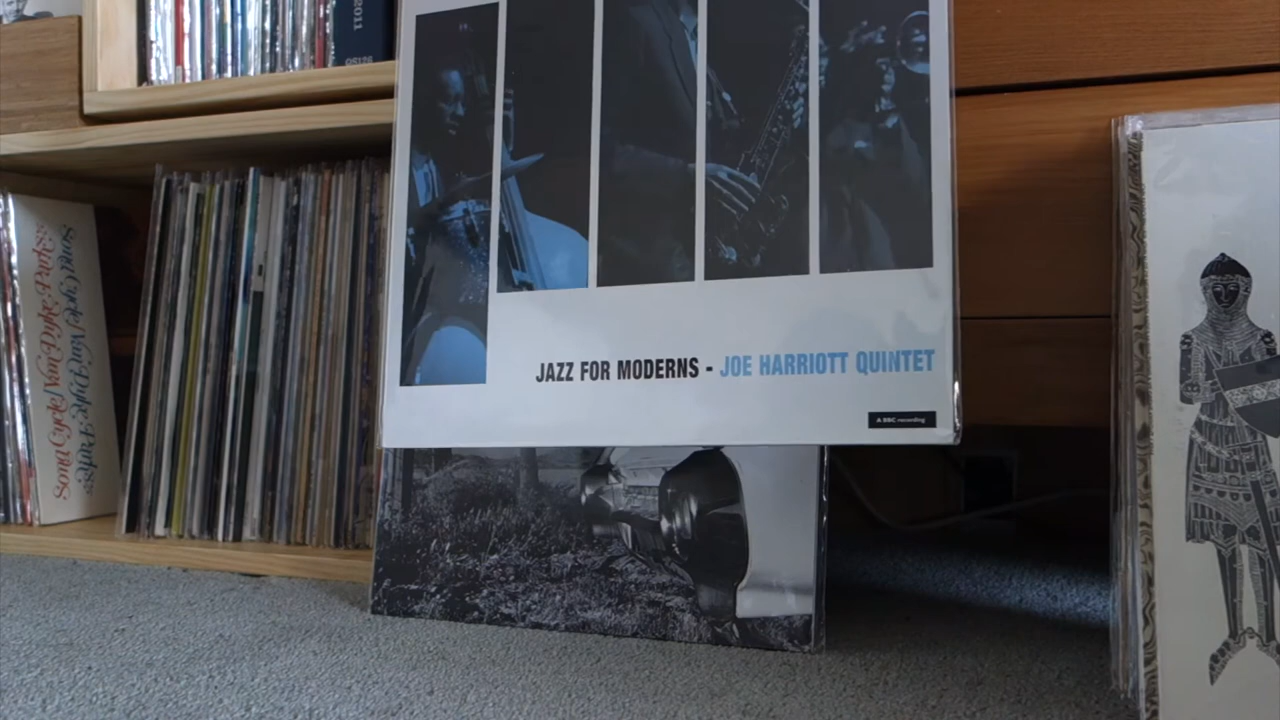 2011
OS126
Song Cycle/Van Dyke Parks
Song Cycle/Van Dyke Parks
JAZZ FOR MODERNS - JOE HARRIOTT QUINTET
A BBC recording